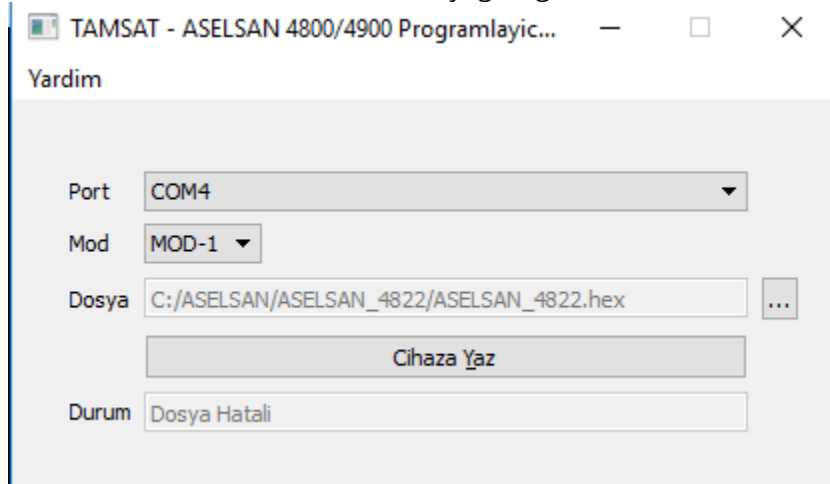 TAMSAT - ASELSAN 4800/4900 Programlayic...
Yardim
Port COM4
Mod MOD-1
Dosya C:/ASELSAN/ASELSAN_4822/ASELSAN_4822.hex ...
Cihaza Yaz
Durum Dosya Hatali